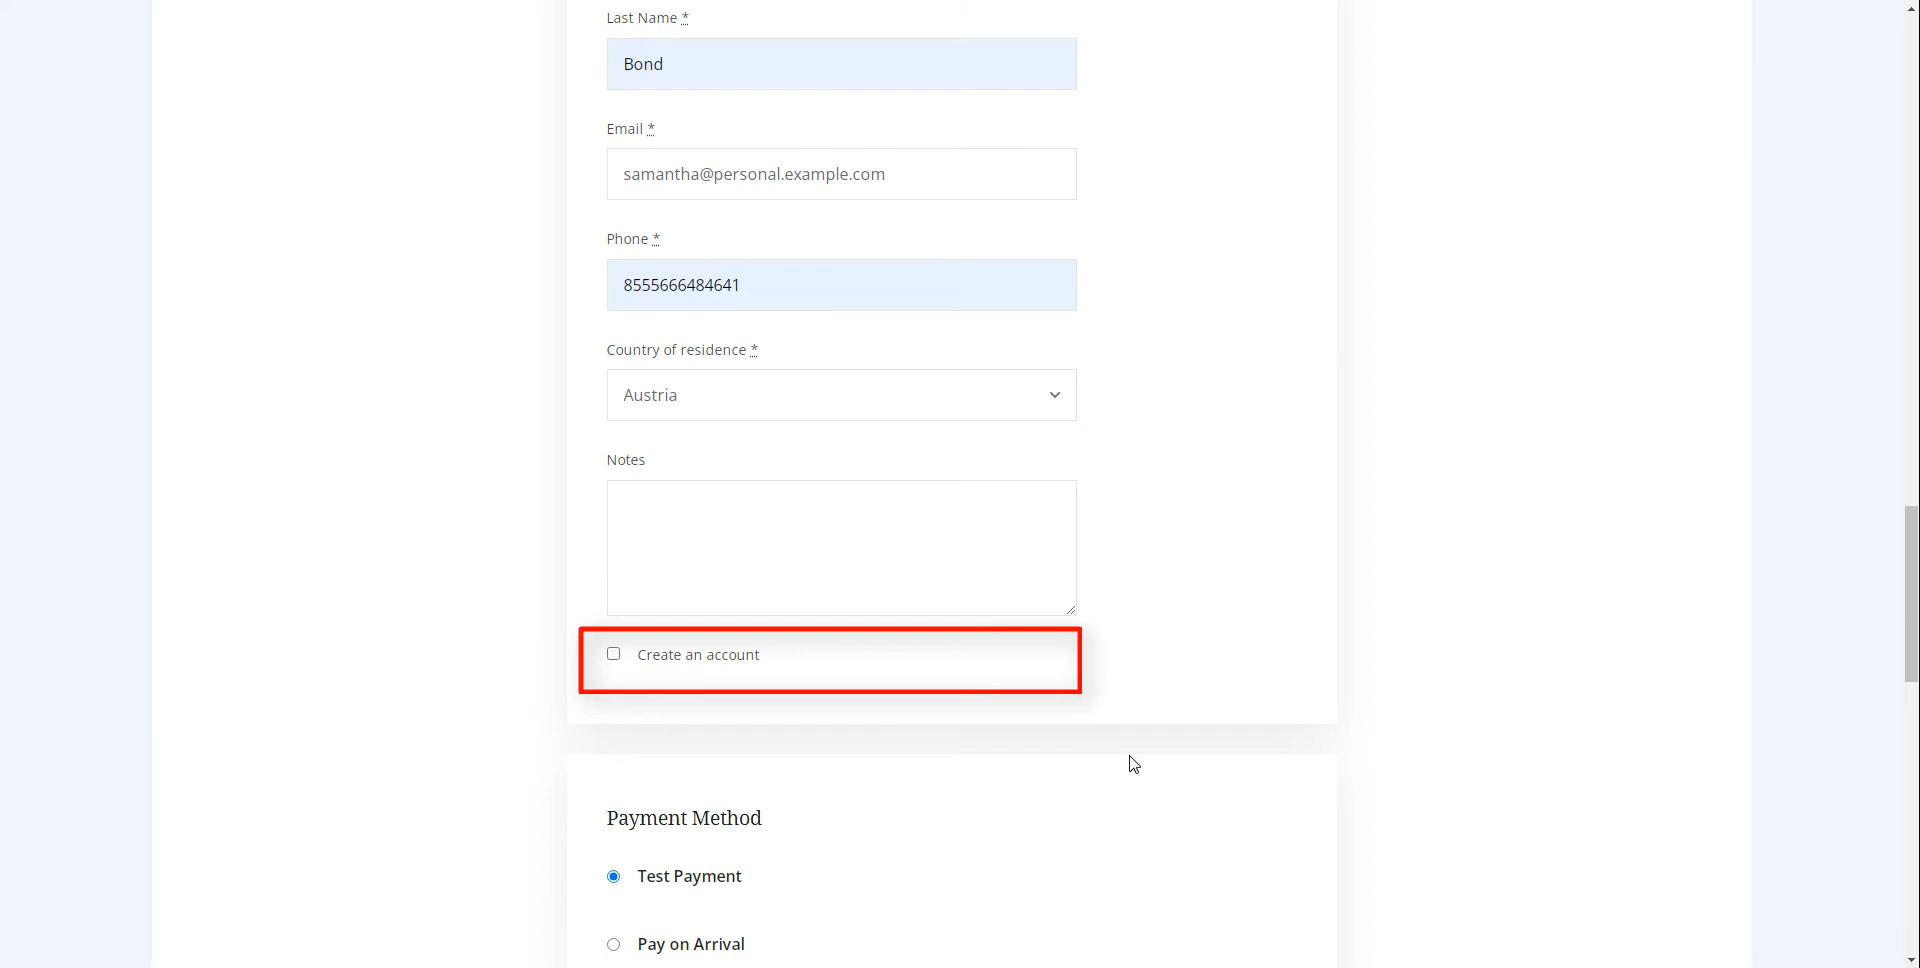 Last Name *
Bond
Email *
samantha@personal.example.com
Phone *
8555666484641
Country of residence *
Austria
Notes
Create an account
Payment Method
Test Payment
Pay on Arrival